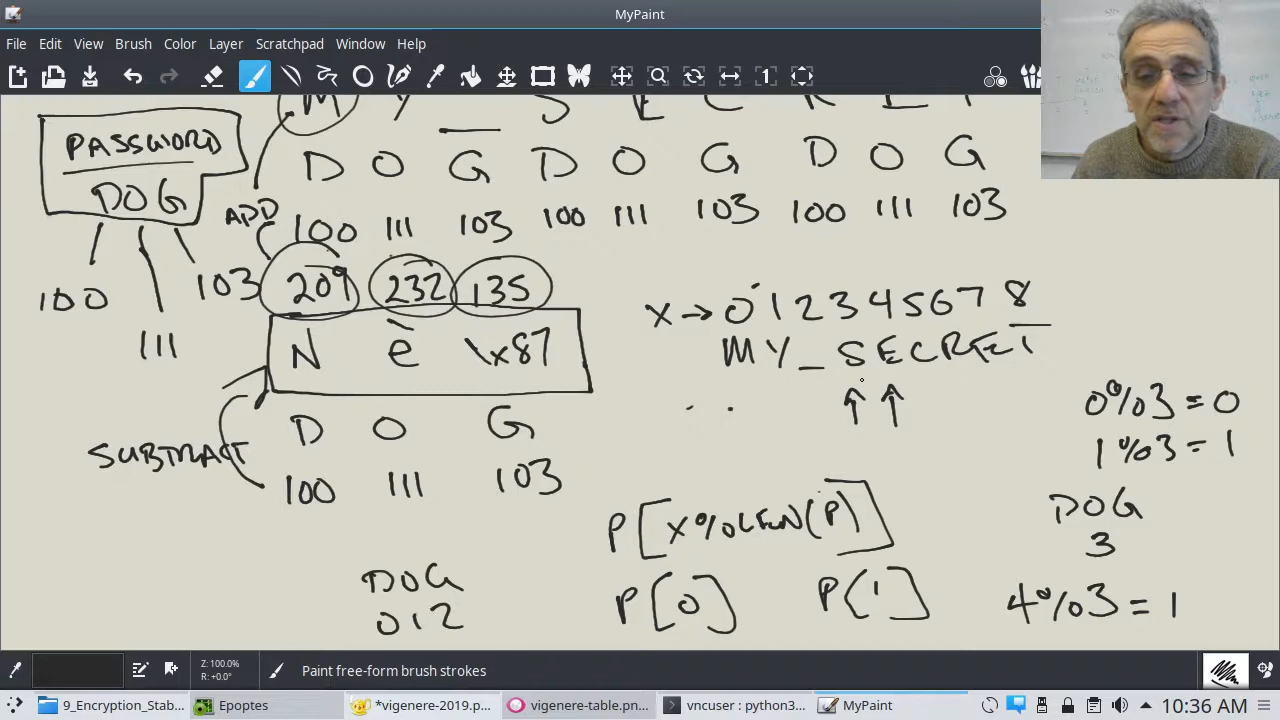 MyPaint
File Edit View Brush Color Layer Scratchpad Window Help
M Y _ S E C R E T
PASSWORD
DOG
100 111 103
D O G D O G D O G
ADD
100 111 103 100 111 103 100 111 103
209 232 135
Ñ è \x87
SUBTRACT
D O G
100 111 103
X → 0 1 2 3 4 5 6 7 8
MY_SECRET
↑ ↑
0%3 = 0
1%3 = 1
DOG
3
4%3 = 1
P[X%LEN(P)]
P[0] P[1]
DOG
012
Z: 100.0%
R: +0.0°
Paint free-form brush strokes
9_Encryption_Stab...
Epoptes
*vigenere-2019.p...
vigenere-table.pn...
vncuser : python3...
MyPaint
10:36 AM